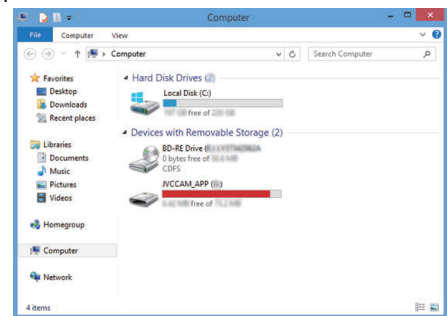 Computer
File Computer View
Computer Search Computer
Favorites
Desktop
Downloads
Recent places
Libraries
Documents
Music
Pictures
Videos
Homegroup
Computer
Network
Hard Disk Drives
Local Disk (C:)
free of
Devices with Removable Storage (2)
BD-RE Drive
0 bytes free of
CDFS
JVCCAM_APP
free of
4 items